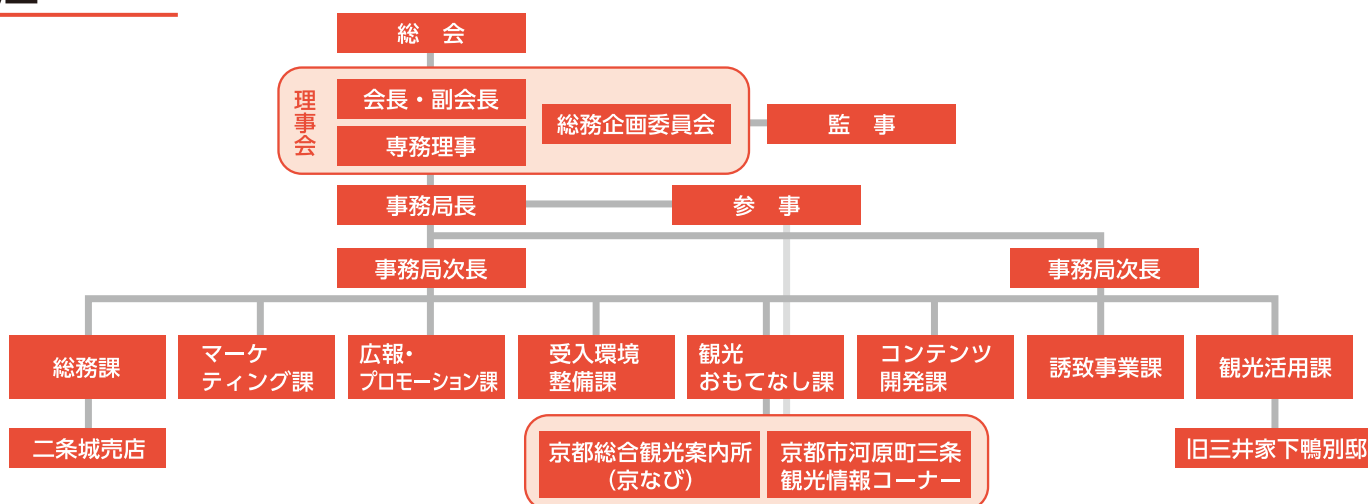 総 会
理事会
会長・副会長
専務理事
総務企画委員会
監 事
事務局長
参 事
事務局次長
事務局次長
総務課
マーケ
ティング課
広報・
プロモーション課
受入環境
整備課
観光
おもてなし課
コンテンツ
開発課
誘致事業課
観光活用課
二条城売店
京都総合観光案内所
（京なび）
京都市河原町三条
観光情報コーナー
旧三井家下鴨別邸